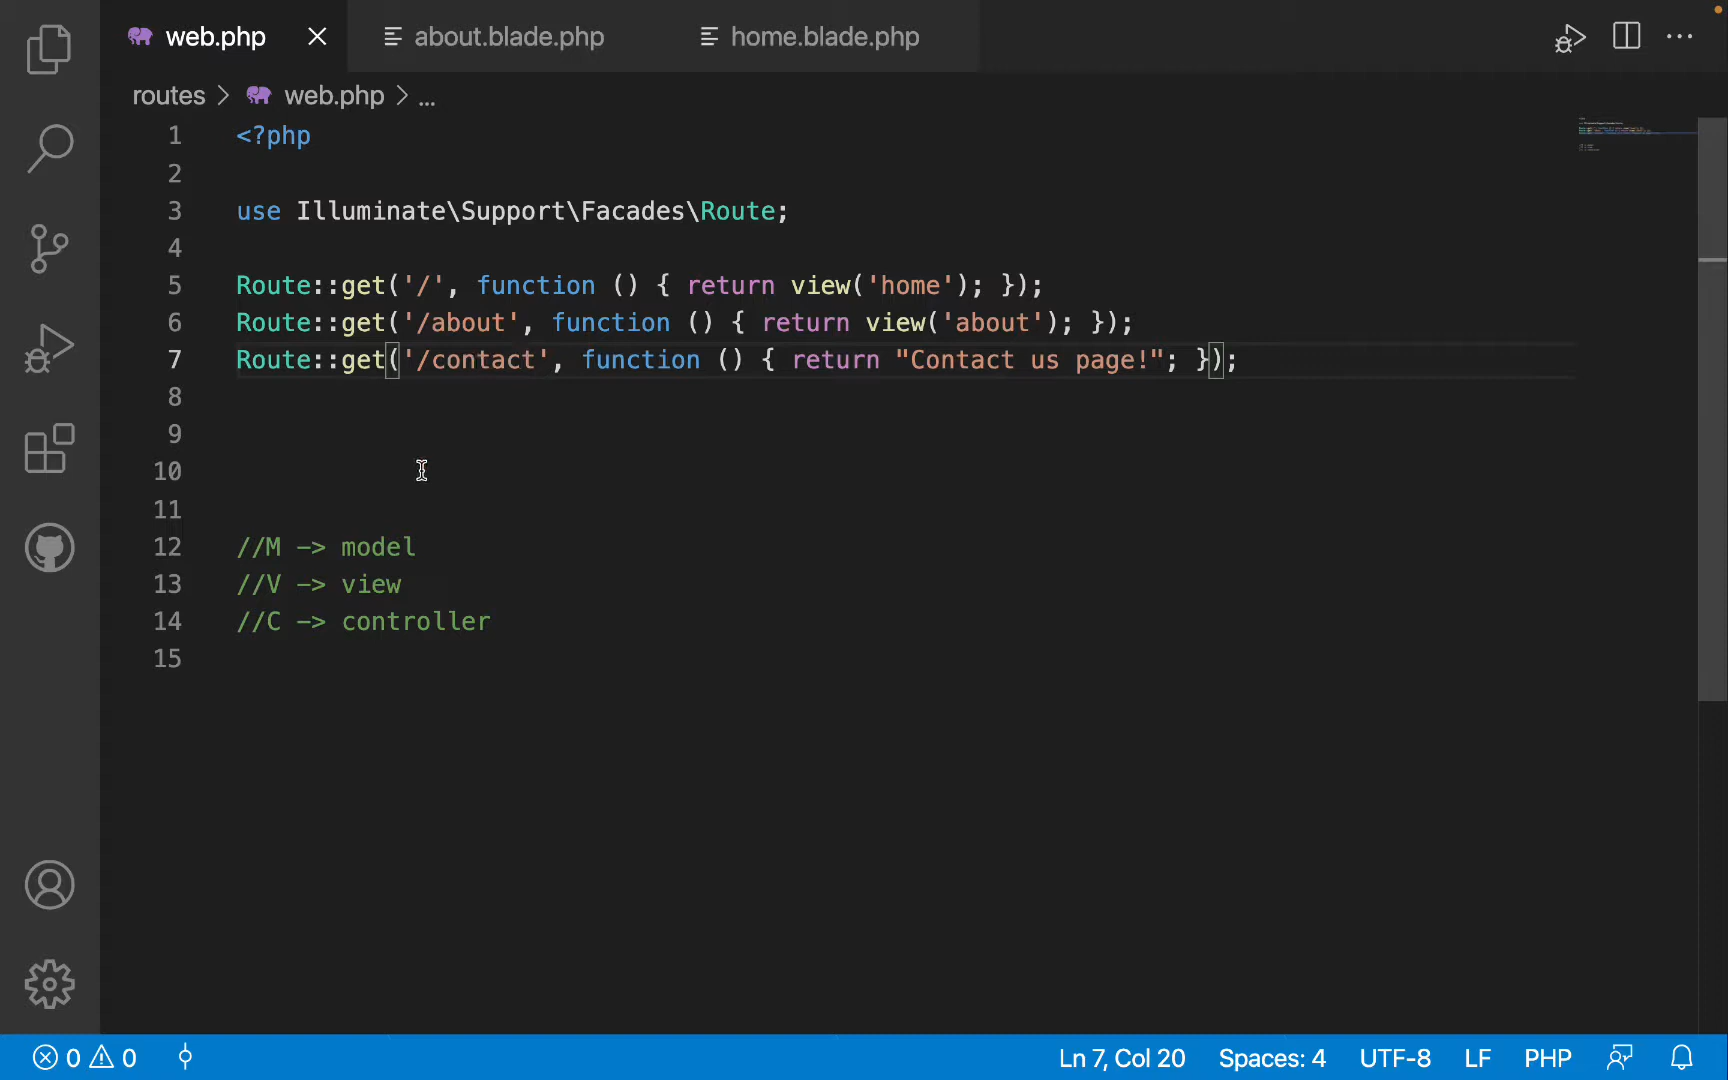 web.php about.blade.php home.blade.php
routes > web.php > ...
1 <?php
2
3 use Illuminate\Support\Facades\Route;
4
5 Route::get('/', function () { return view('home'); });
6 Route::get('/about', function () { return view('about'); });
7 Route::get('/contact', function () { return "Contact us page!"; });
8
9
10
11
12 //M -> model
13 //V -> view
14 //C -> controller
15
0 0 Ln 7, Col 20 Spaces: 4 UTF-8 LF PHP